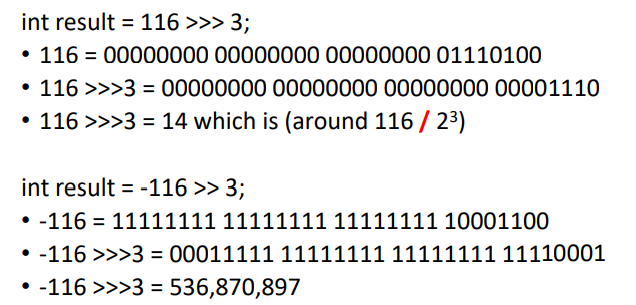 int result = 116 >>> 3;
• 116 = 00000000 00000000 00000000 01110100
• 116 >>>3 = 00000000 00000000 00000000 00001110
• 116 >>>3 = 14 which is (around 116 / 2³)
int result = -116 >> 3;
• -116 = 11111111 11111111 11111111 10001100
• -116 >>>3 = 00011111 11111111 11111111 11110001
• -116 >>>3 = 536,870,897